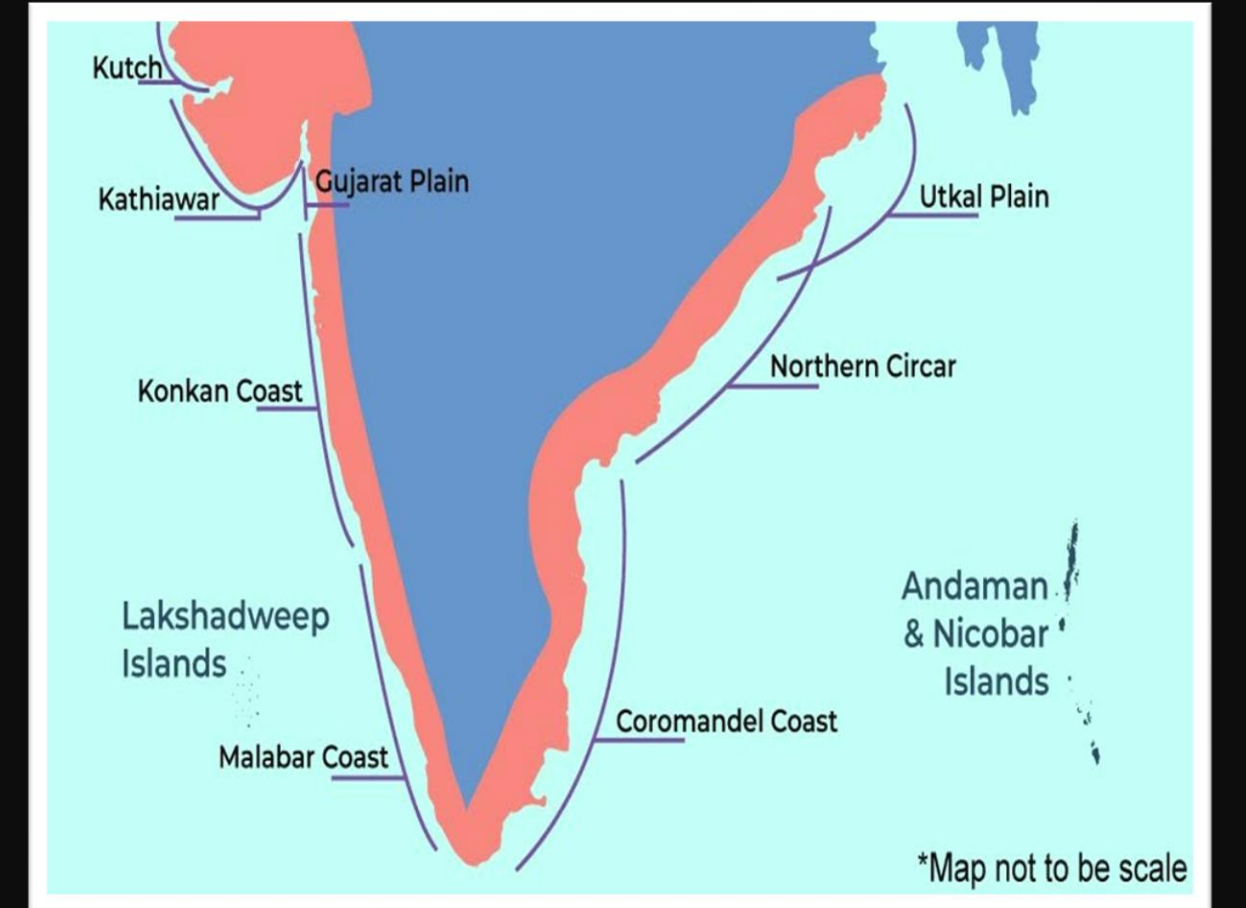 Kutch
Kathiawar
Gujarat Plain
Utkal Plain
Northern Circar
Konkan Coast
Lakshadweep
Islands
Andaman
& Nicobar
Islands
Coromandel Coast
Malabar Coast
*Map not to be scale